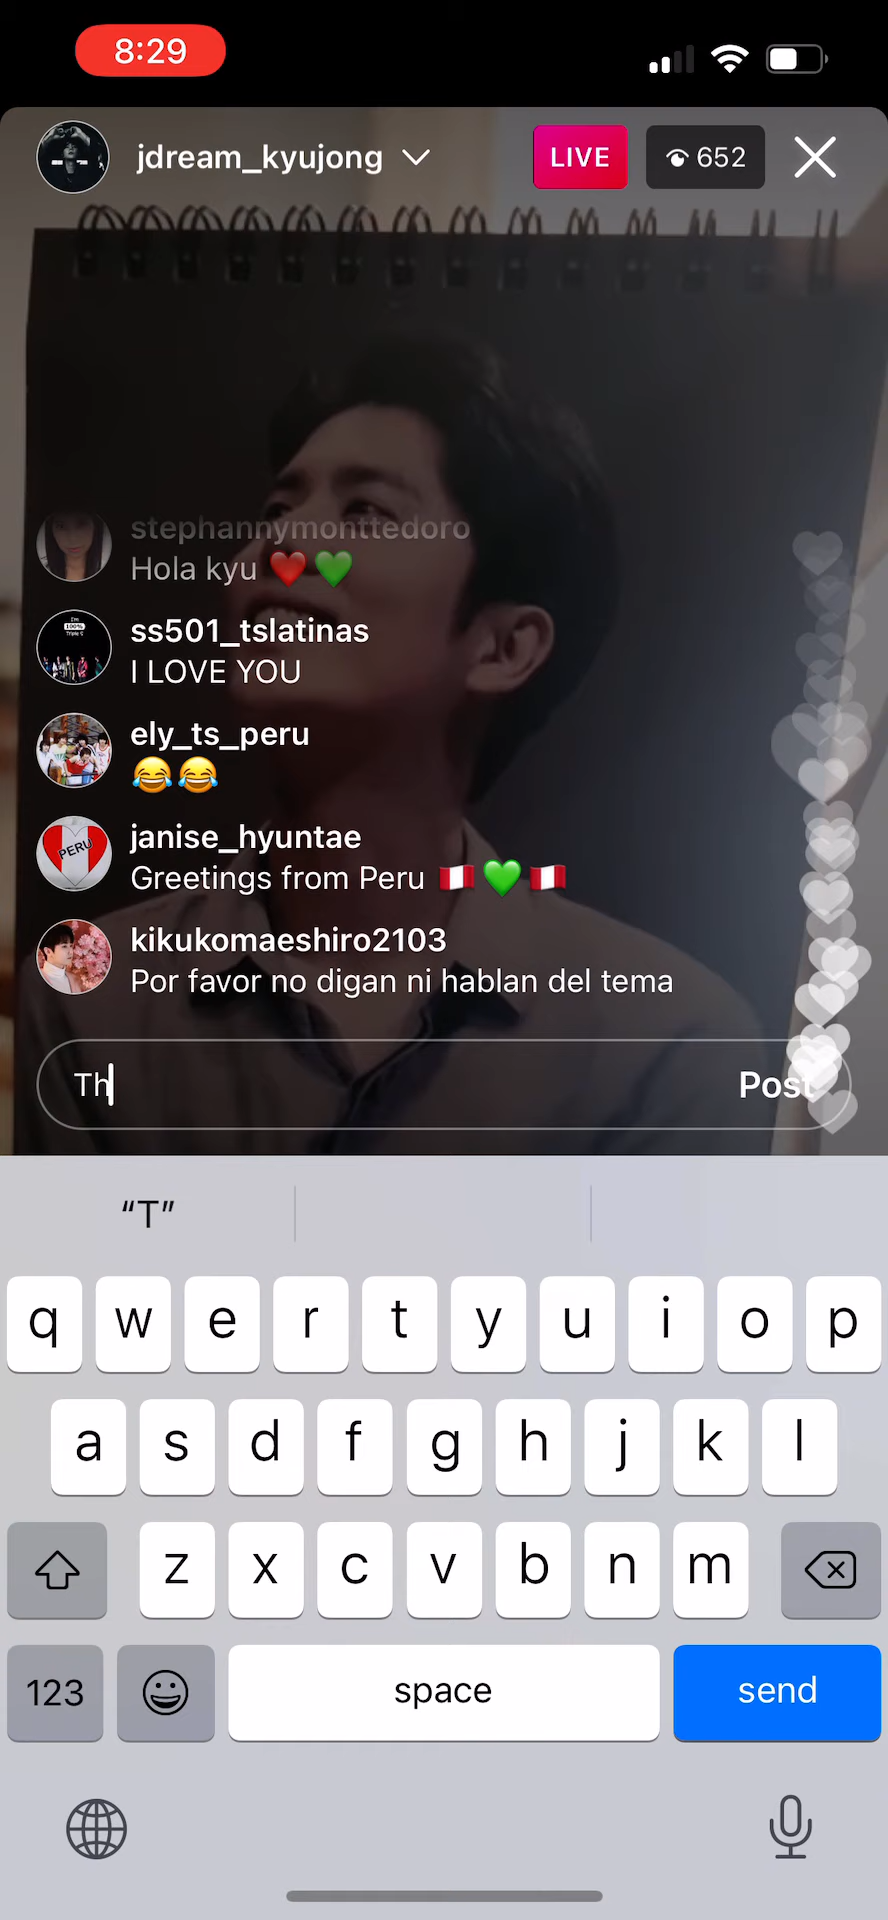 8:29
jdream_kyujong
LIVE
652
stephannymonttedoro
Hola kyu ❤️💚
ss501_tslatinas
I LOVE YOU
ely_ts_peru
😂😂
janise_hyuntae
Greetings from Peru 🇵🇪💚🇵🇪
kikukomaeshiro2103
Por favor no digan ni hablan del tema
Th
Post
“T”
q w e r t y u i o p
a s d f g h j k l
z x c v b n m
123
space
send